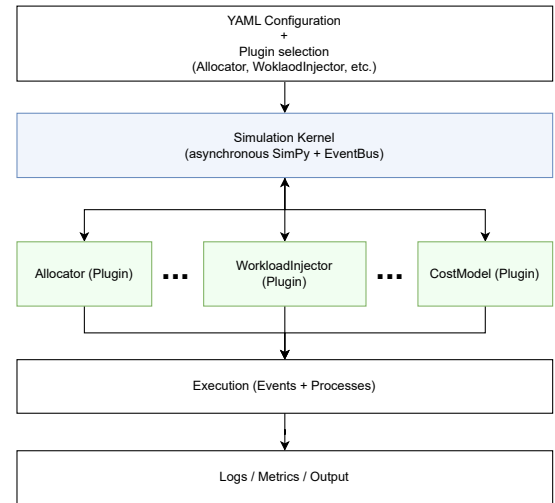 YAML Configuration
+
Plugin selection
(Allocator, WoklaodInjector, etc.)
Simulation Kernel
(asynchronous SimPy + EventBus)
Allocator (Plugin)
...
WorkloadInjector
(Plugin)
...
CostModel (Plugin)
Execution (Events + Processes)
Logs / Metrics / Output